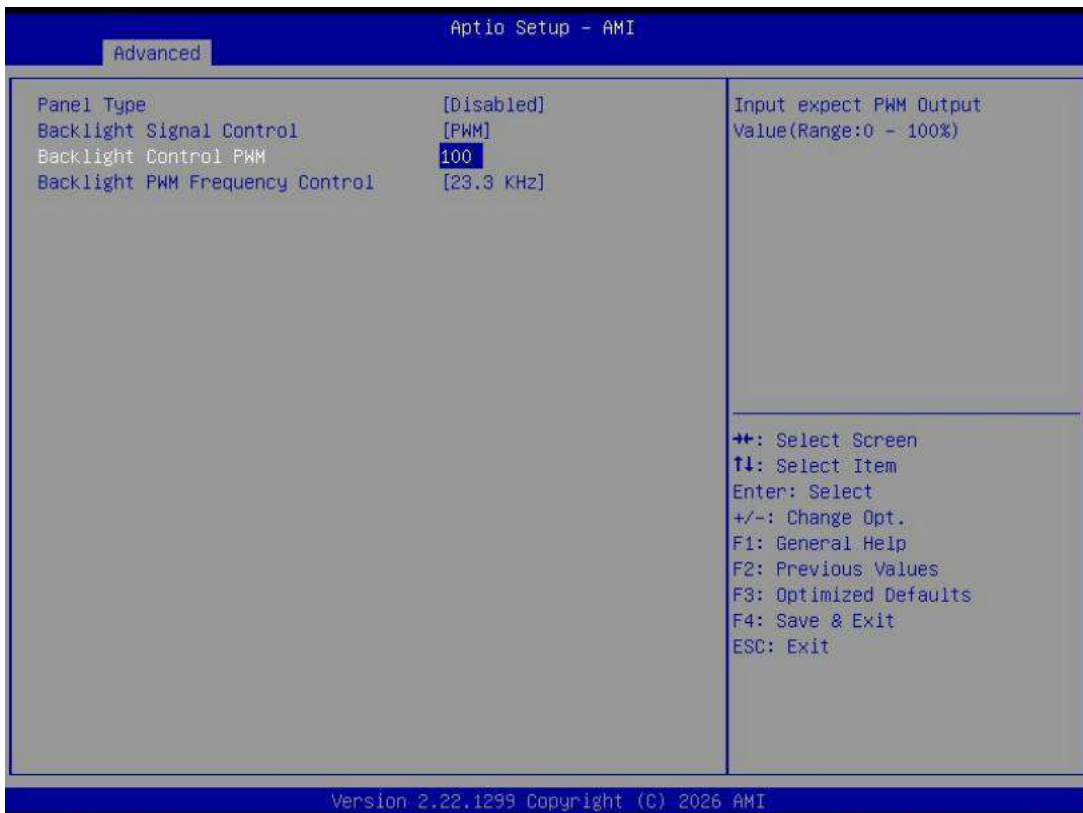 Aptio Setup - AMI
Advanced
Panel Type [Disabled]
Backlight Signal Control [PWM]
Backlight Control PWM 100
Backlight PWM Frequency Control [23.3 KHz]
Input expect PWM Output
Value(Range:0 - 100%)
→←: Select Screen
↑↓: Select Item
Enter: Select
+/-: Change Opt.
F1: General Help
F2: Previous Values
F3: Optimized Defaults
F4: Save & Exit
ESC: Exit
Version 2.22.1299 Copyright (C) 2026 AMI